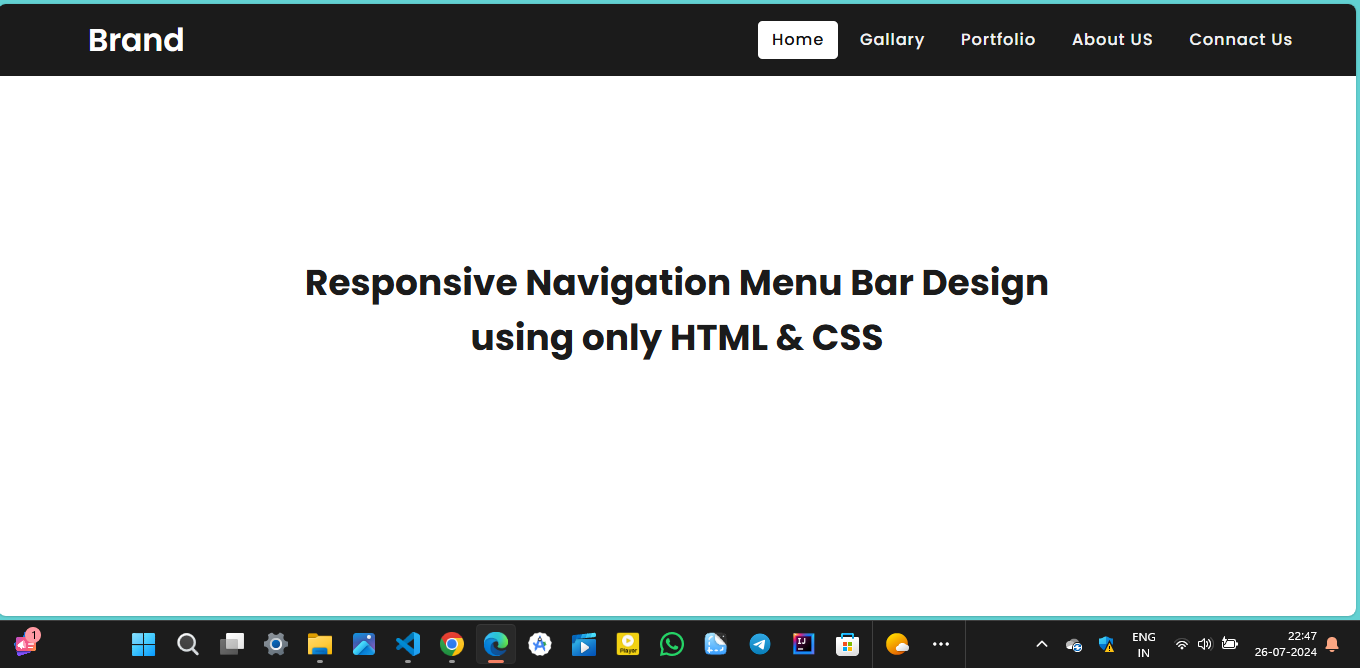 Brand
Home Gallary Portfolio About US Connact Us
Responsive Navigation Menu Bar Design
using only HTML & CSS
1
Player
IJ
ENG
IN
22:47
26-07-2024